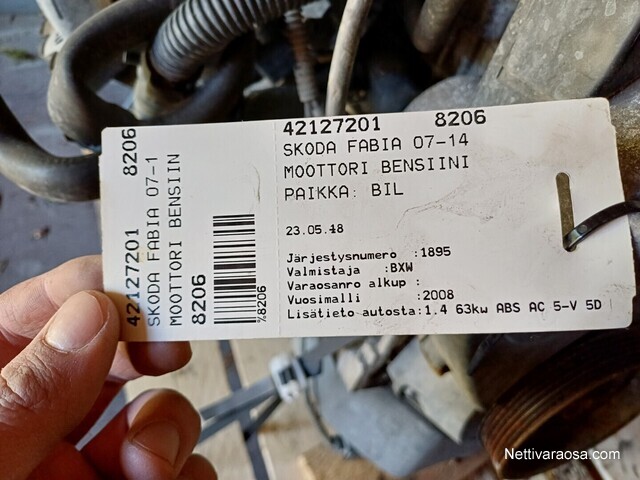 42127201 8206
SKODA FABIA 07-14
MOOTTORI BENSIINI
PAIKKA: BIL
23.05.18
Järjestysnumero :1895
Valmistaja :BXW
Varaosanro alkup :
Vuosimalli :2008
Lisätieto autosta:1.4 63kw ABS AC 5-V 5D
42127201 8206
SKODA FABIA 07-1
MOOTTORI BENSIIN
8206
/8206
Nettivaraosa.com